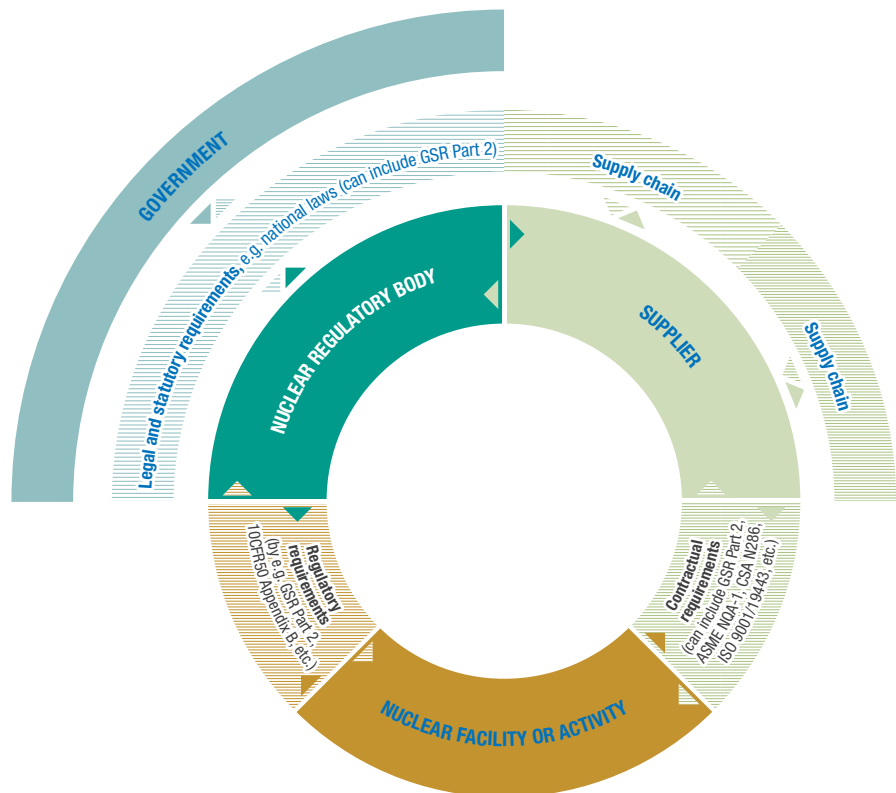 GOVERNMENT
Legal and statutory requirements, e.g. national laws (can include GSR Part 2)
Supply chain
Supply chain
NUCLEAR REGULATORY BODY
SUPPLIER
Regulatory
requirements
(by e.g. GSR Part 2,
10CFR50 Appendix B, etc.)
Contractual
requirements
(can include GSR Part 2,
ASME NQA-1, CSA N286,
ISO 9001/19443, etc.)
NUCLEAR FACILITY OR ACTIVITY